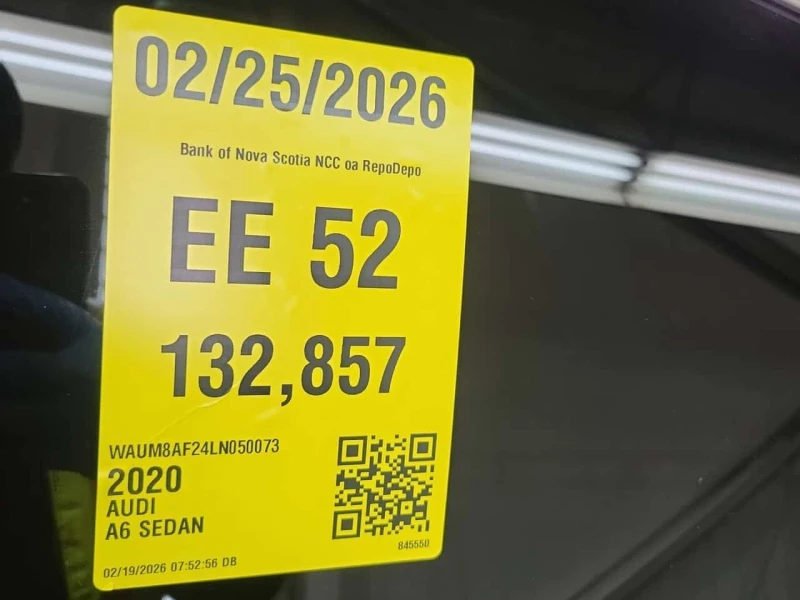 02/25/2026
Bank of Nova Scotia NCC oa RepoDepo
EE 52
132,857
WAUM8AF24LN050073
2020
AUDI
A6 SEDAN
845550
02/19/2026 07:52:56 DB